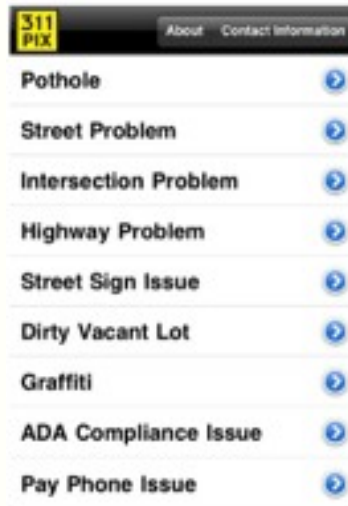 311
PIX
About Contact Information
Pothole
Street Problem
Intersection Problem
Highway Problem
Street Sign Issue
Dirty Vacant Lot
Graffiti
ADA Compliance Issue
Pay Phone Issue